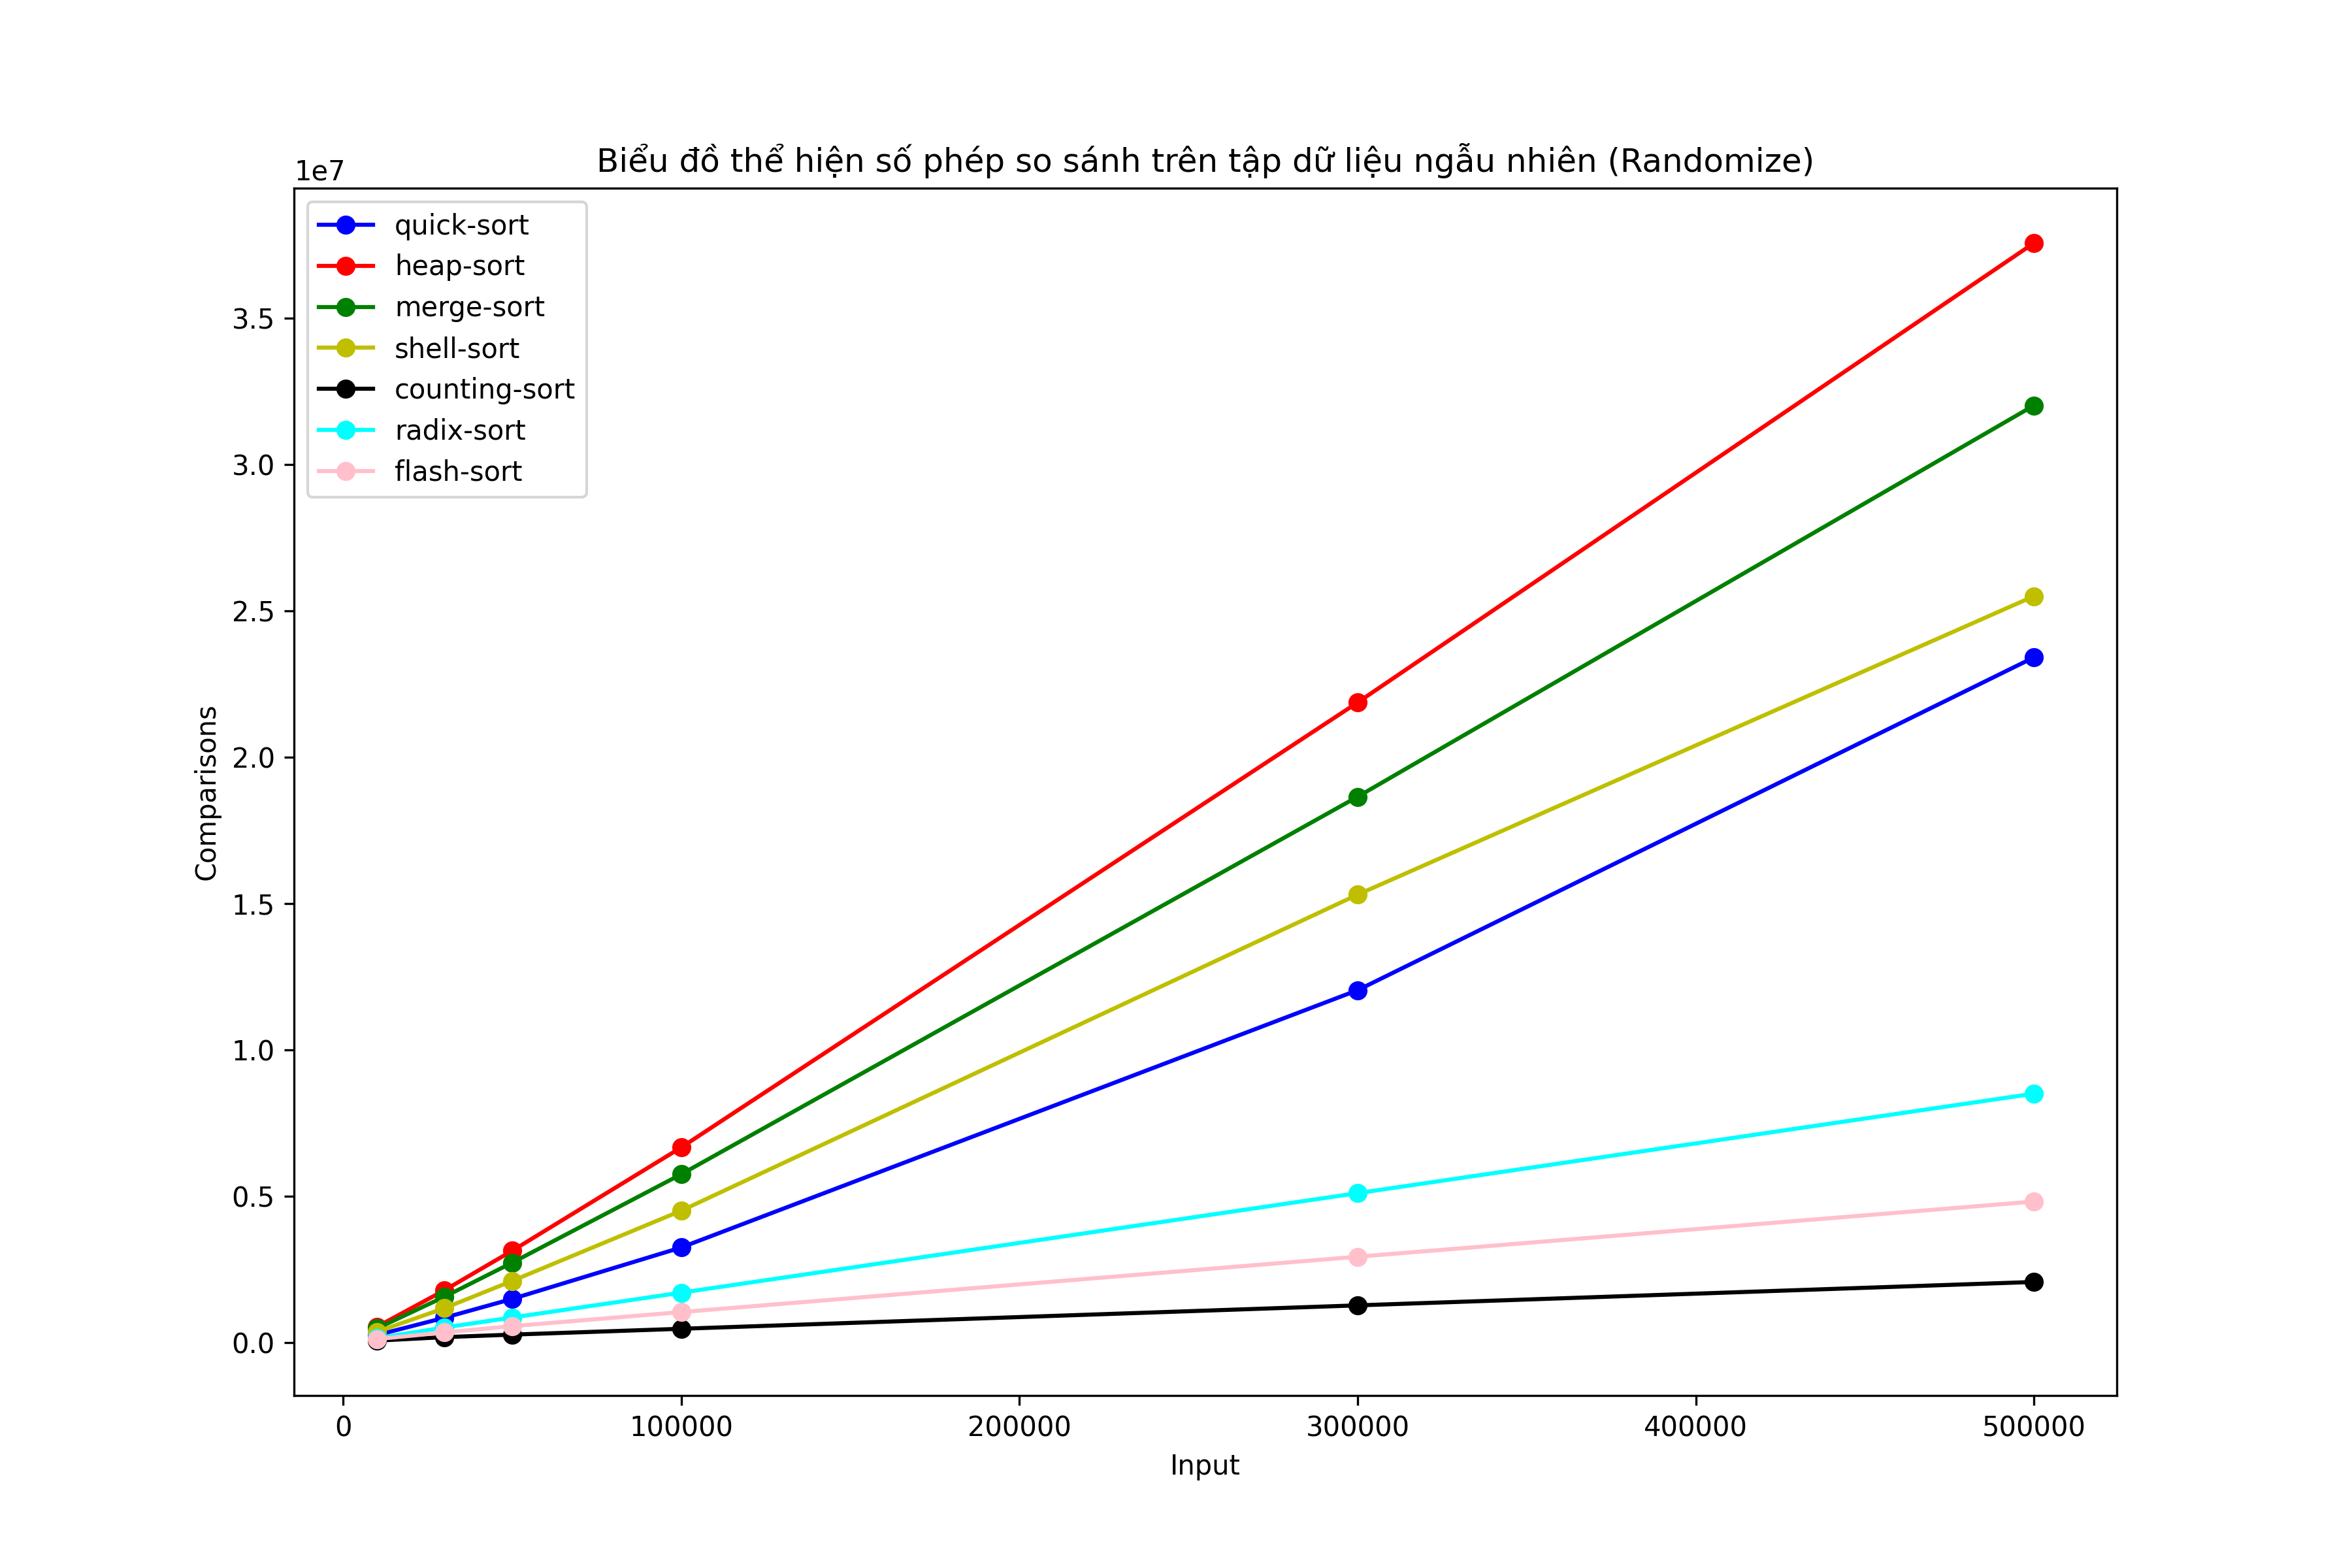 Biểu đồ thể hiện số phép so sánh trên tập dữ liệu ngẫu nhiên (Randomize)
1e7
quick-sort
heap-sort
merge-sort
shell-sort
counting-sort
radix-sort
flash-sort
3.5
3.0
2.5
2.0
1.5
1.0
0.5
0.0
Comparisons
0 100000 200000 300000 400000 500000
Input